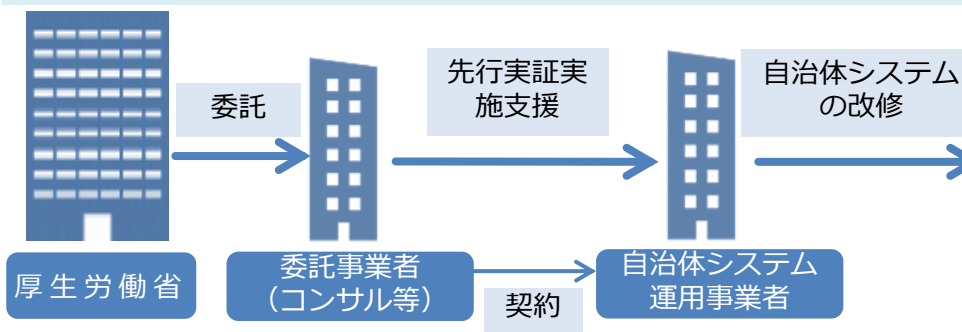 委託
先行実証実
施支援
自治体システム
の改修
厚生労働省
委託事業者
（コンサル等）
契約
自治体システム
運用事業者